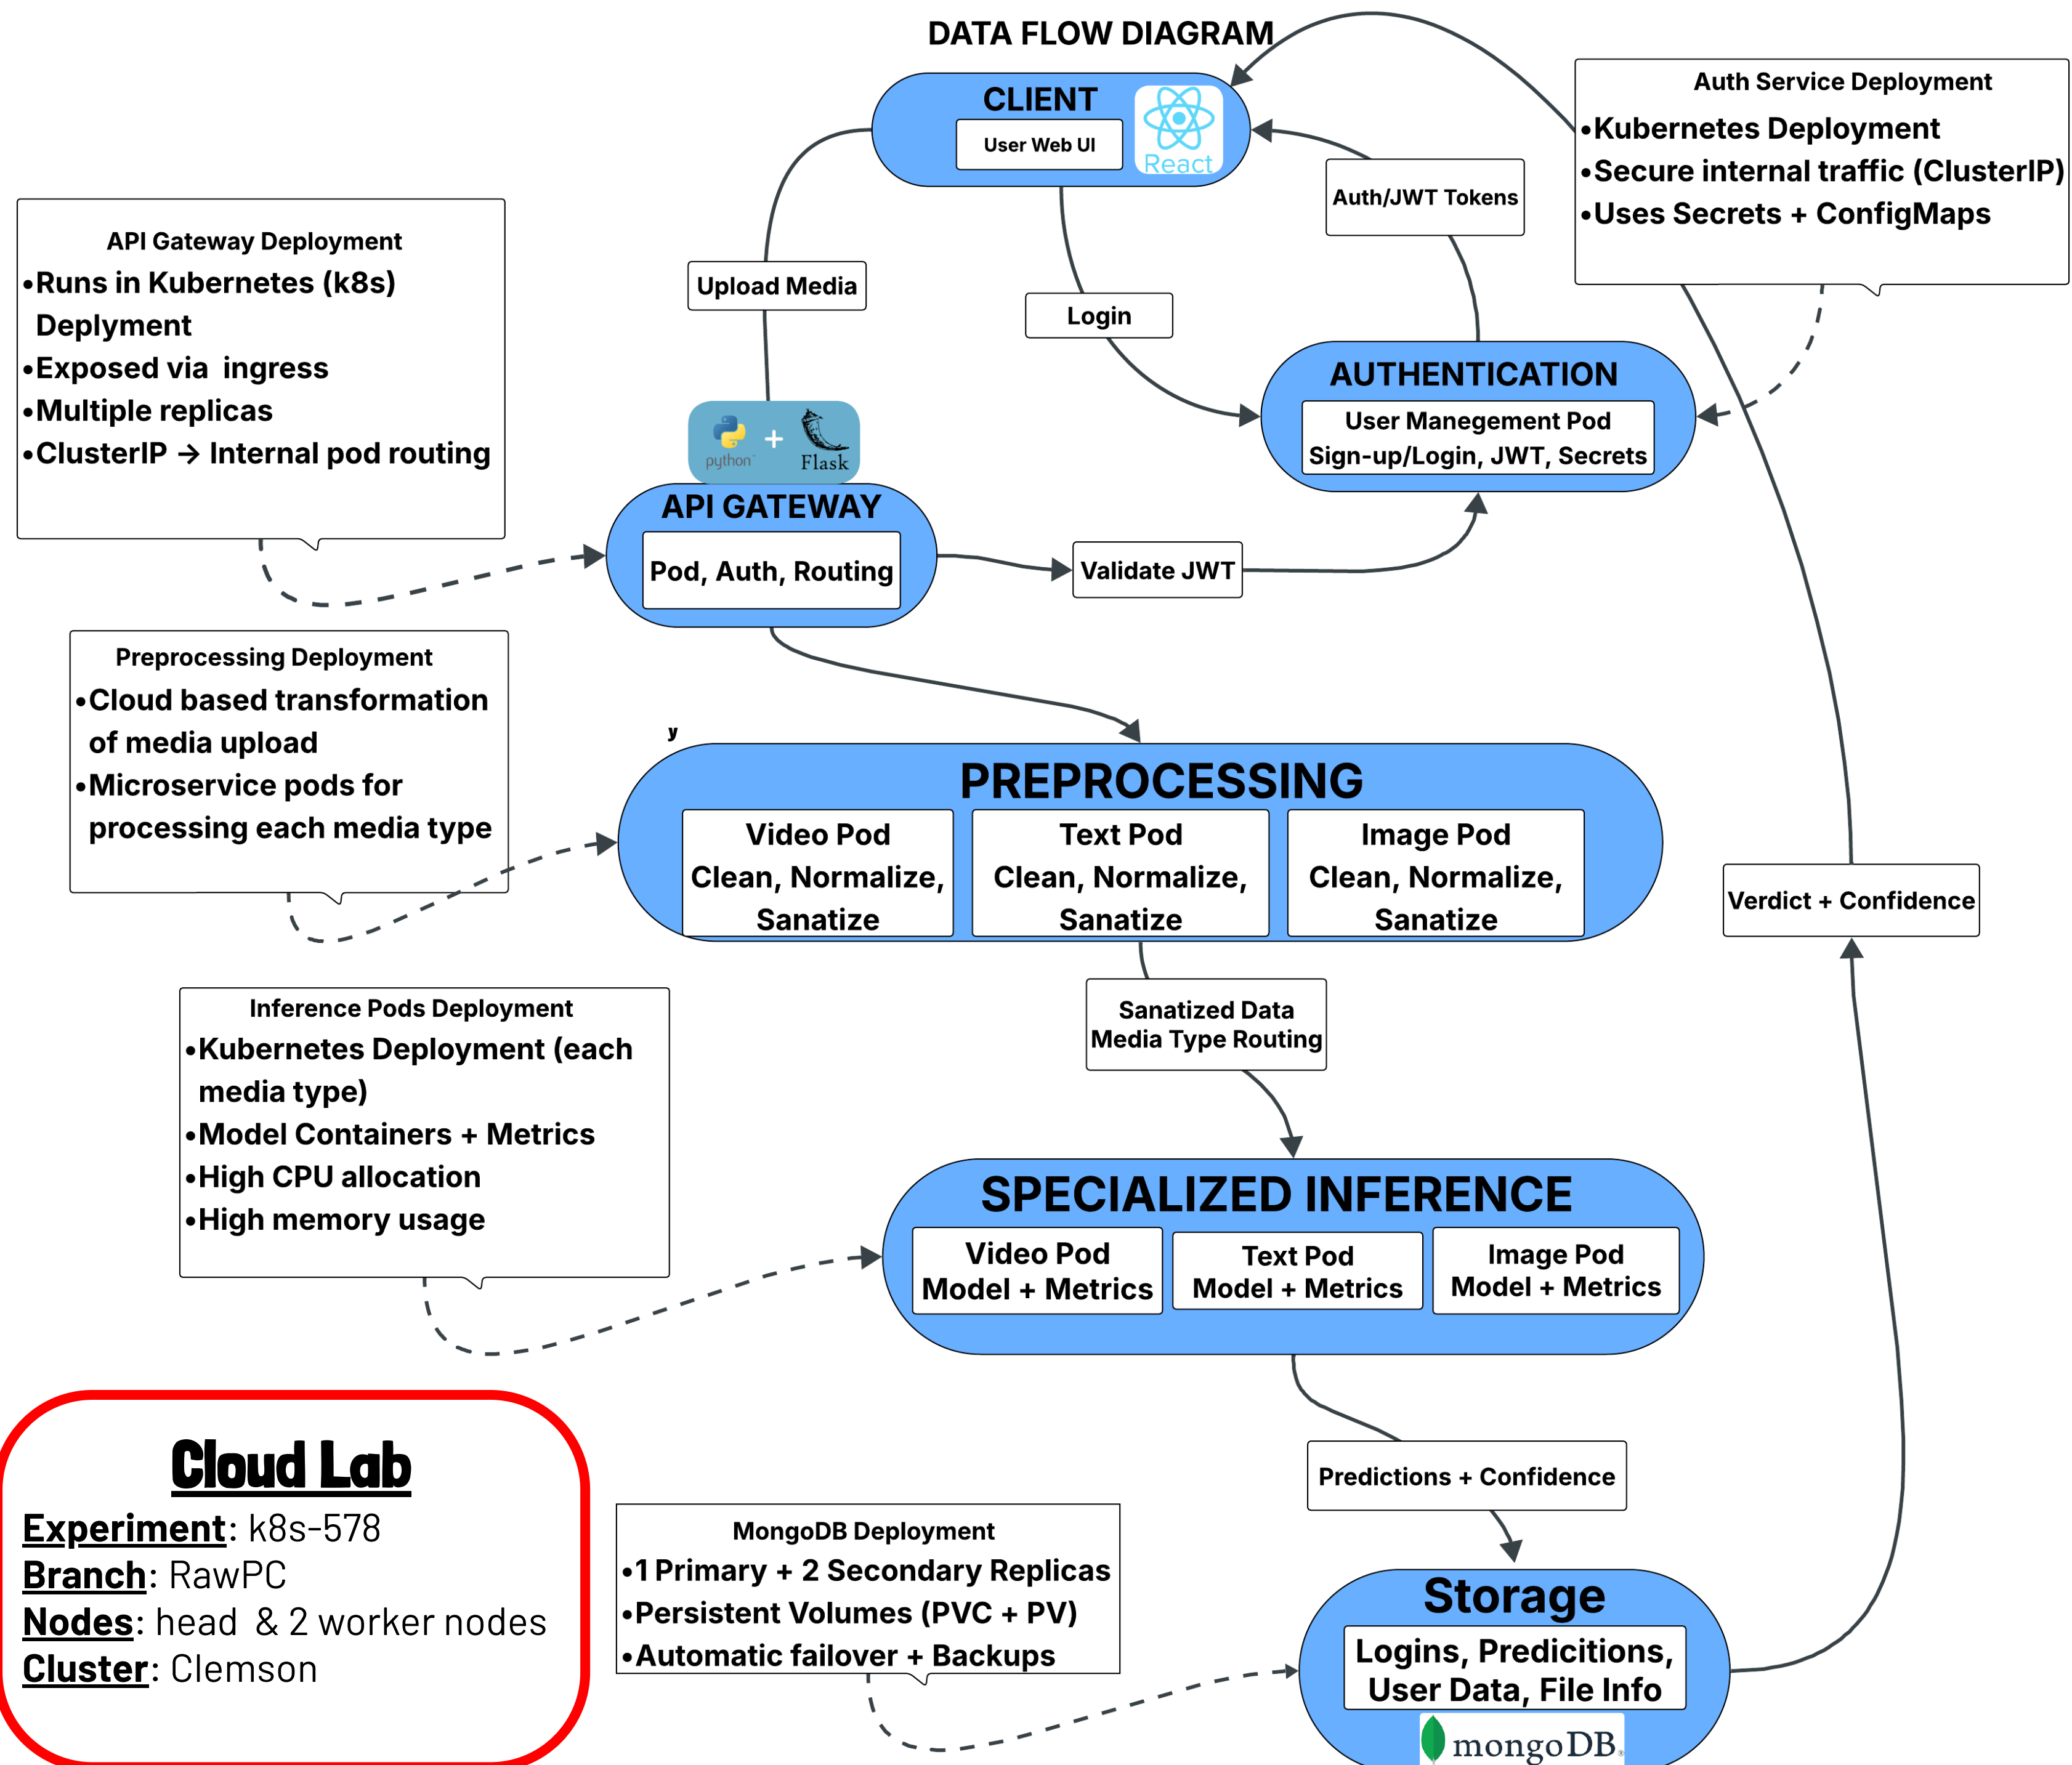 DATA FLOW DIAGRAM
CLIENT
User Web UI
React
Auth Service Deployment
•Kubernetes Deployment
•Secure internal traffic (ClusterIP)
•Uses Secrets + ConfigMaps
Auth/JWT Tokens
API Gateway Deployment
•Runs in Kubernetes (k8s)
Deplyment
•Exposed via ingress
•Multiple replicas
•ClusterIP → Internal pod routing
Upload Media
Login
AUTHENTICATION
User Manegement Pod
Sign-up/Login, JWT, Secrets
python + Flask
API GATEWAY
Pod, Auth, Routing
Validate JWT
Preprocessing Deployment
•Cloud based transformation
of media upload
•Microservice pods for
processing each media type
y
PREPROCESSING
Video Pod
Clean, Normalize,
Sanatize
Text Pod
Clean, Normalize,
Sanatize
Image Pod
Clean, Normalize,
Sanatize
Verdict + Confidence
Sanatized Data
Media Type Routing
Inference Pods Deployment
•Kubernetes Deployment (each
media type)
•Model Containers + Metrics
•High CPU allocation
•High memory usage
SPECIALIZED INFERENCE
Video Pod
Model + Metrics
Text Pod
Model + Metrics
Image Pod
Model + Metrics
Predictions + Confidence
Cloud Lab
Experiment: k8s-578
Branch: RawPC
Nodes: head & 2 worker nodes
Cluster: Clemson
MongoDB Deployment
•1 Primary + 2 Secondary Replicas
•Persistent Volumes (PVC + PV)
•Automatic failover + Backups
Storage
Logins, Predicitions,
User Data, File Info
mongoDB®